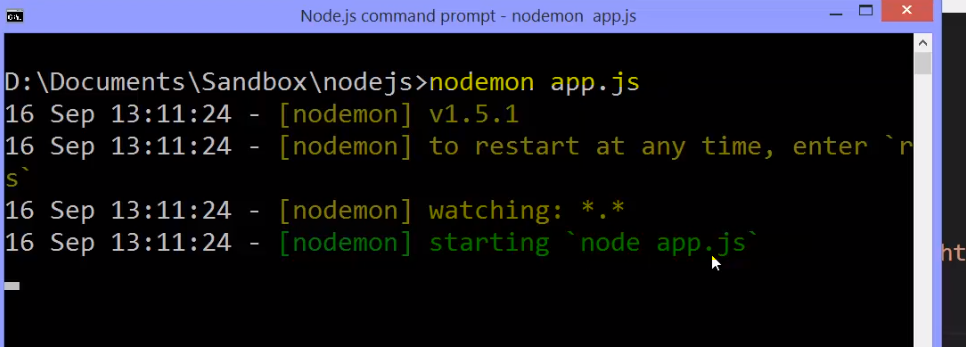 Node.js command prompt - nodemon app.js
D:\Documents\Sandbox\nodejs>nodemon app.js
16 Sep 13:11:24 - [nodemon] v1.5.1
16 Sep 13:11:24 - [nodemon] to restart at any time, enter `r
s`
16 Sep 13:11:24 - [nodemon] watching: *.*
16 Sep 13:11:24 - [nodemon] starting `node app.js`
ht